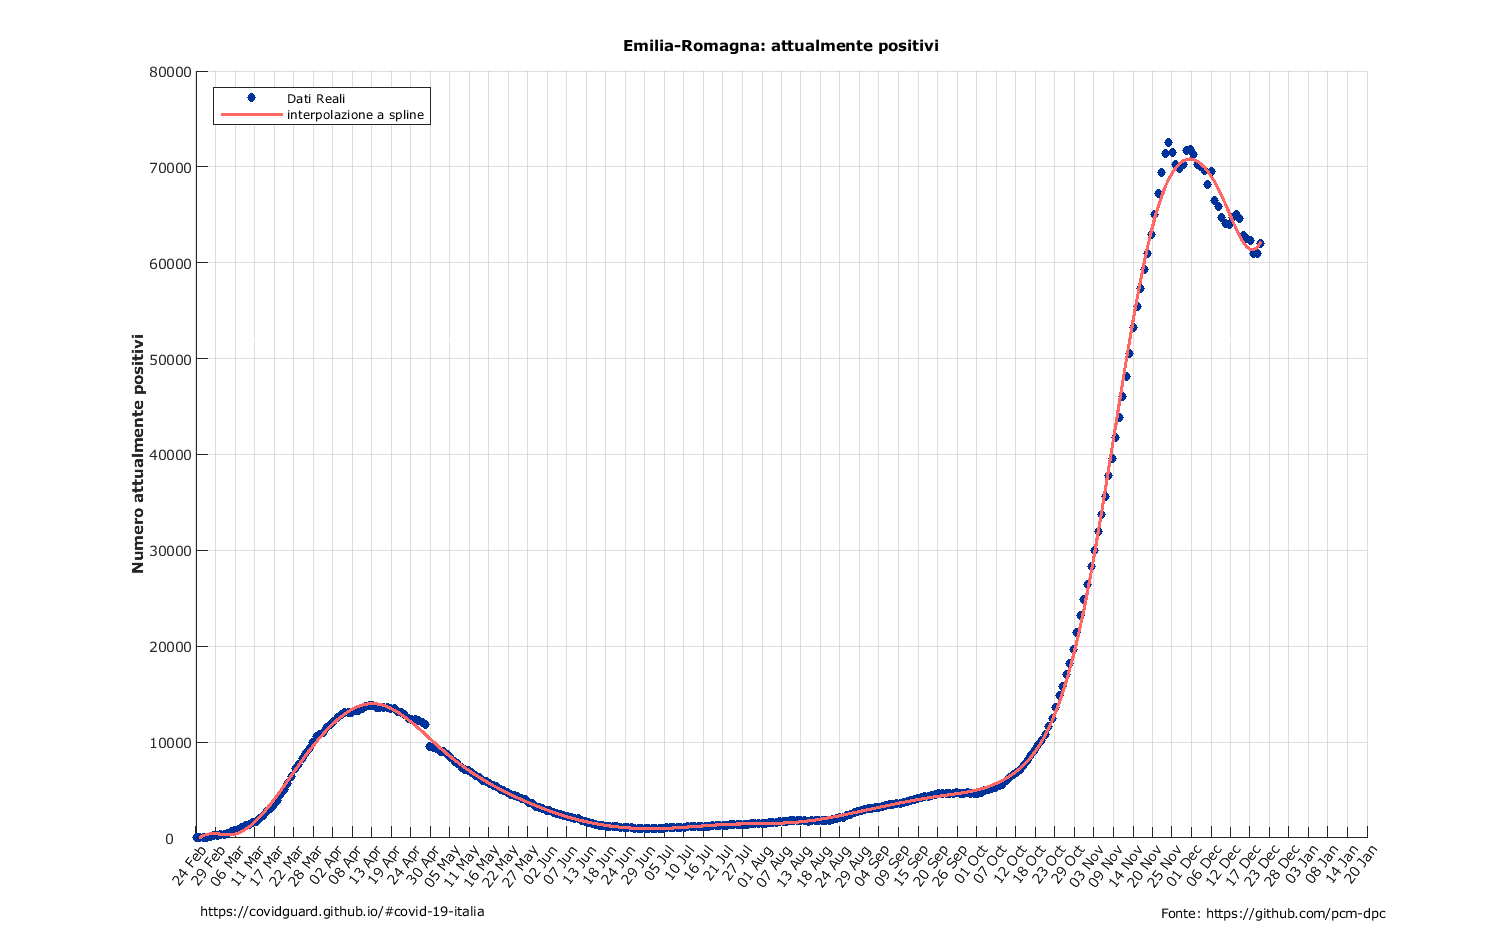 Emilia-Romagna: attualmente positivi
Dati Reali
interpolazione a spline
Numero attualmente positivi
80000
70000
60000
50000
40000
30000
20000
10000
0
24 Feb
29 Feb
06 Mar
11 Mar
17 Mar
22 Mar
28 Mar
02 Apr
08 Apr
13 Apr
19 Apr
24 Apr
30 Apr
05 May
11 May
16 May
22 May
27 May
02 Jun
07 Jun
13 Jun
18 Jun
24 Jun
29 Jun
05 Jul
10 Jul
16 Jul
21 Jul
27 Jul
01 Aug
07 Aug
13 Aug
18 Aug
24 Aug
29 Aug
04 Sep
09 Sep
15 Sep
20 Sep
26 Sep
01 Oct
07 Oct
12 Oct
18 Oct
23 Oct
29 Oct
03 Nov
09 Nov
14 Nov
20 Nov
25 Nov
01 Dec
06 Dec
12 Dec
17 Dec
23 Dec
28 Dec
03 Jan
08 Jan
14 Jan
20 Jan
https://covidguard.github.io/#covid-19-italia
Fonte: https://github.com/pcm-dpc